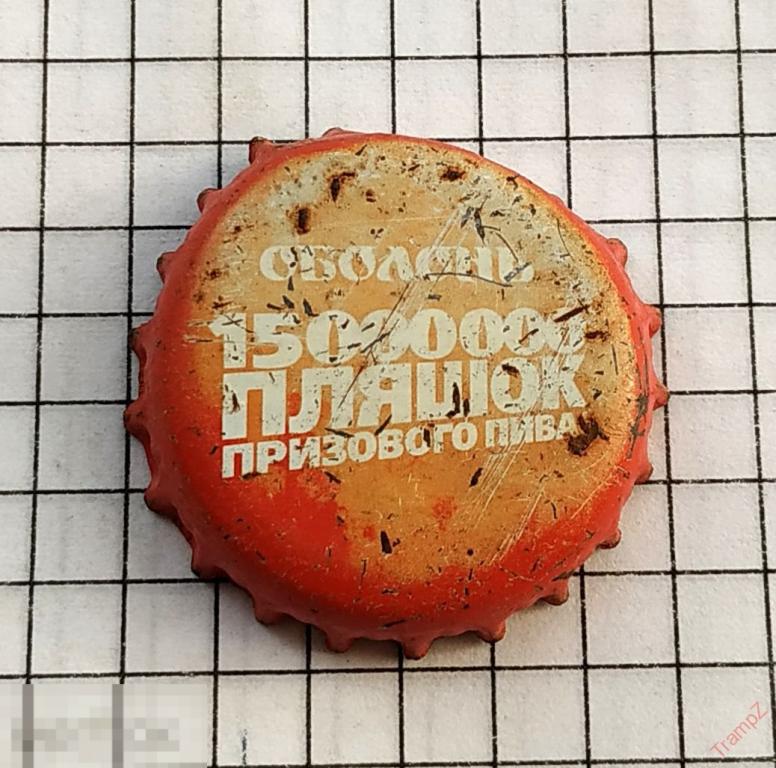 ОБОЛОНЬ
15000000
ПЛЯШОК
ПРИЗОВОГО ПИВА
TrampZ